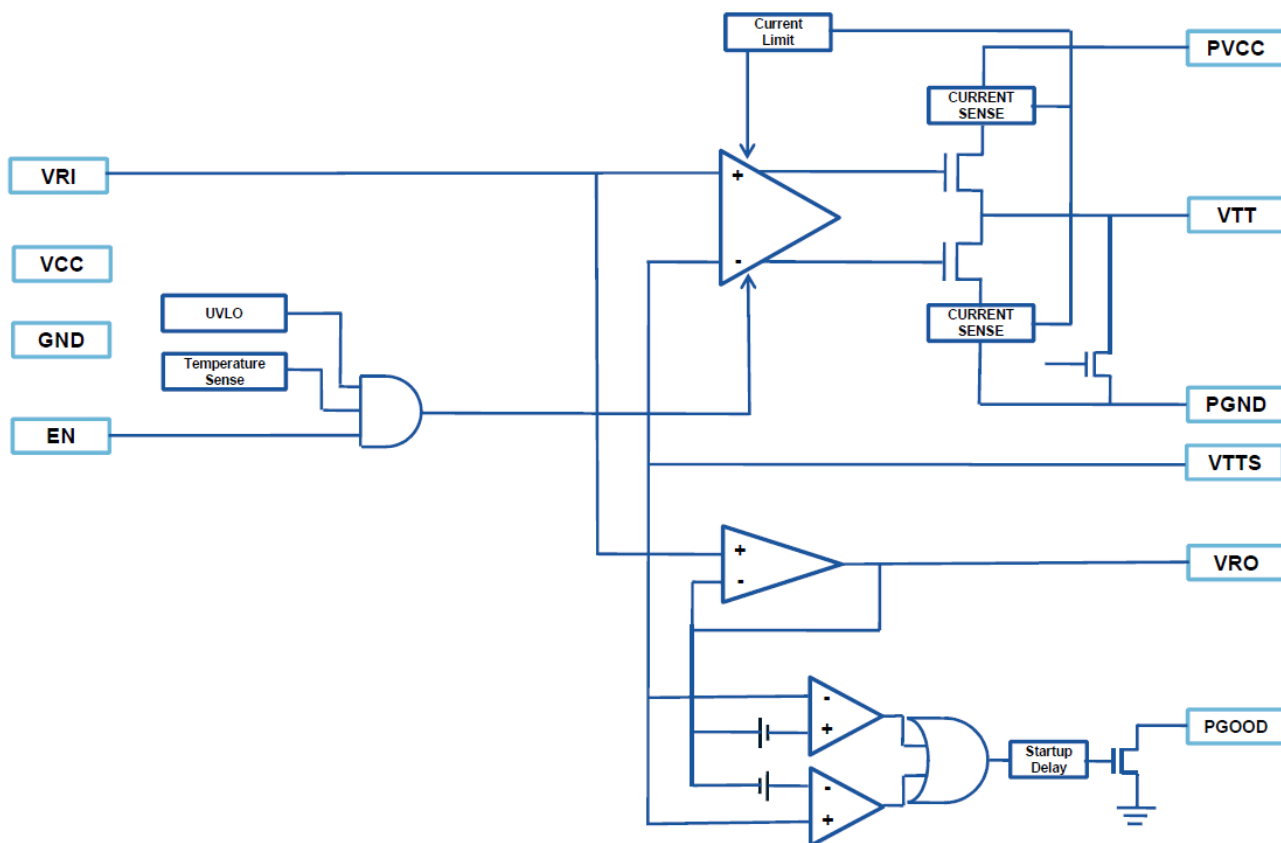 Current
Limit
PVCC
CURRENT
SENSE
VRI
+
VTT
-
VCC
UVLO
CURRENT
SENSE
GND
Temperature
Sense
PGND
EN
VTTS
+
-
VRO
-
+
PGOOD
Startup
Delay
-
+